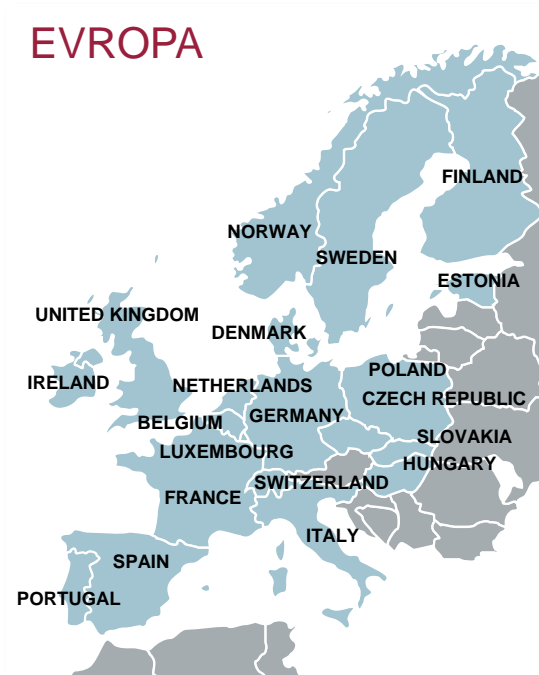 EVROPA
FINLAND
NORWAY
SWEDEN
ESTONIA
UNITED KINGDOM
DENMARK
POLAND
IRELAND
NETHERLANDS
CZECH REPUBLIC
BELGIUM
GERMANY
SLOVAKIA
LUXEMBOURG
HUNGARY
SWITZERLAND
FRANCE
ITALY
SPAIN
PORTUGAL